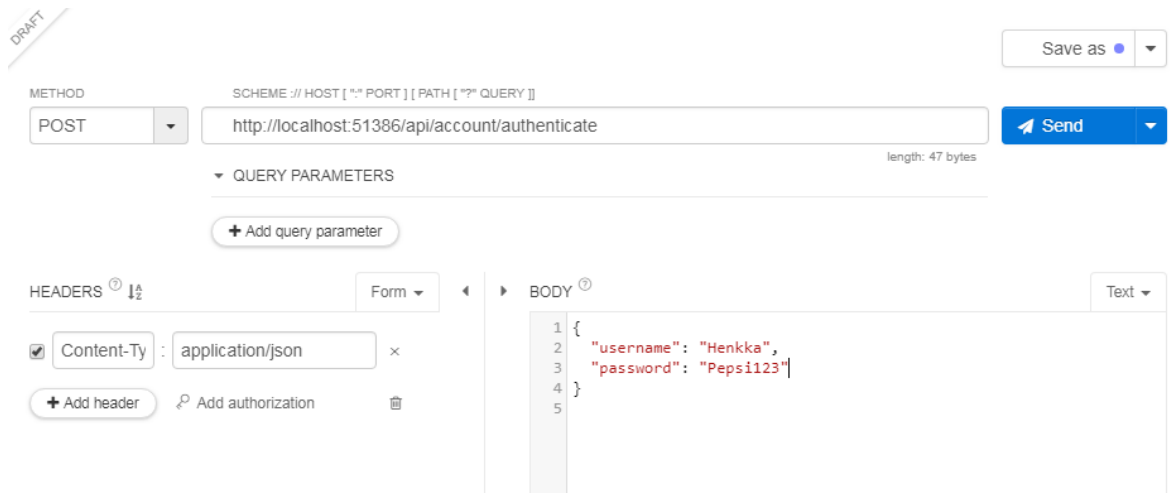 DRAFT
Save as
METHOD
SCHEME :// HOST [ ":" PORT ] [ PATH [ "?" QUERY ]]
POST
http://localhost:51386/api/account/authenticate
Send
length: 47 bytes
QUERY PARAMETERS
+ Add query parameter
HEADERS ? A Z
Form
BODY ?
Text
Content-Ty : application/json ×
+ Add header
Add authorization
1 {
2 "username": "Henkka",
3 "password": "Pepsi123"
4 }
5